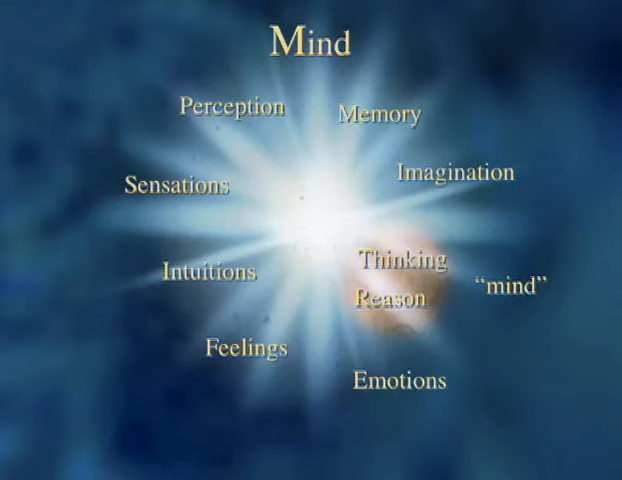 Mind
Perception
Memory
Sensations
Imagination
Intuitions
Thinking
Reason
“mind”
Feelings
Emotions